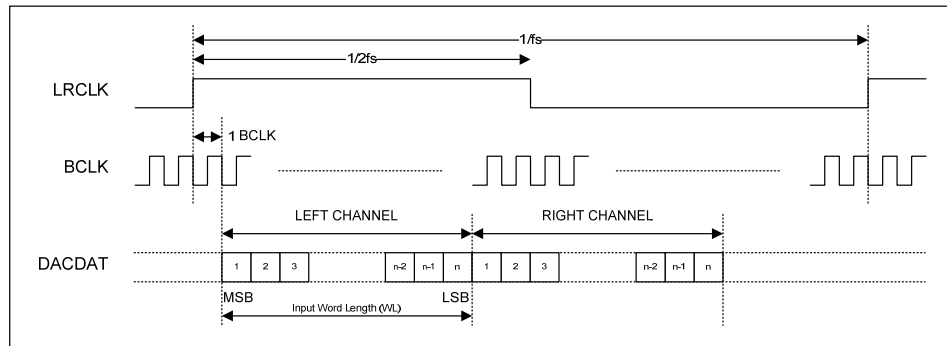 1/fs
1/2fs
LRCLK
1 BCLK
BCLK
LEFT CHANNEL
RIGHT CHANNEL
DACDAT
1 2 3 n-2 n-1 n 1 2 3 n-2 n-1 n
MSB LSB
Input Word Length (WL)